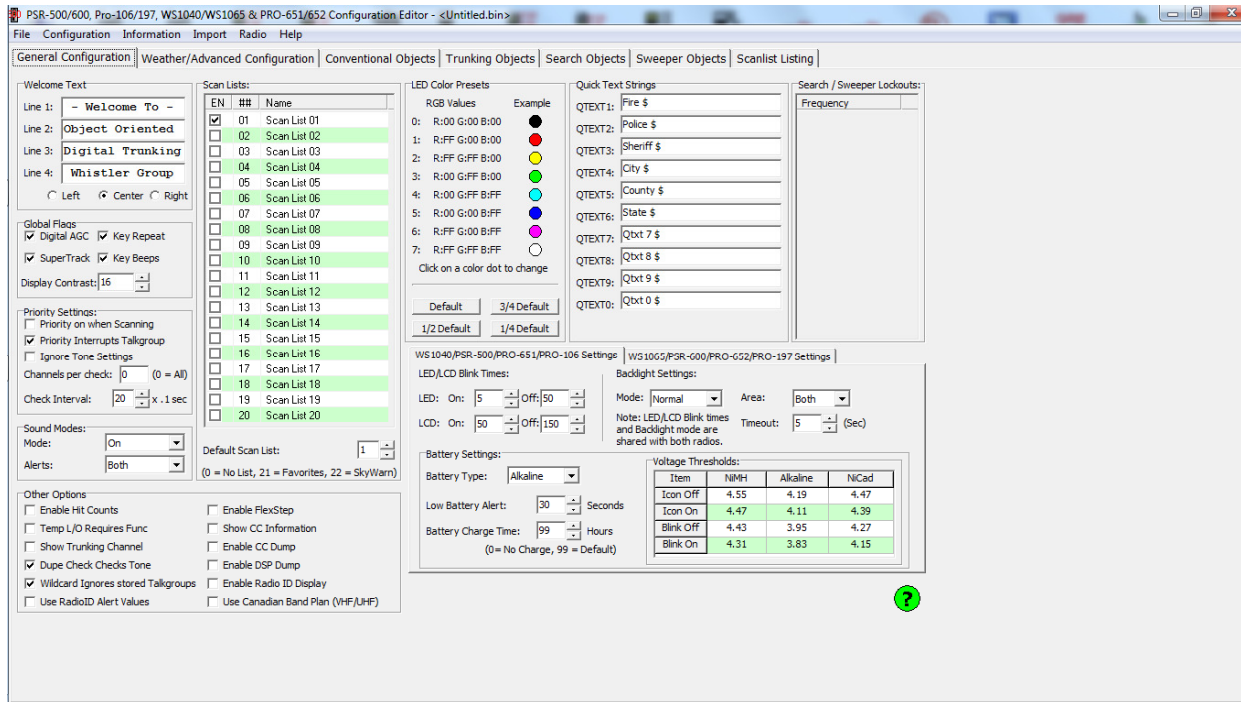 PSR-500/600, Pro-106/197, WS1040/WS1065 & PRO-651/652 Configuration Editor - <Untitled.bin>
File Configuration Information Import Radio Help
General Configuration Weather/Advanced Configuration Conventional Objects Trunking Objects Search Objects Sweeper Objects Scanlist Listing
Welcome Text
Line 1: - Welcome To -
Line 2: Object Oriented
Line 3: Digital Trunking
Line 4: Whistler Group
Left Center Right
Global Flags
Digital AGC Key Repeat
SuperTrack Key Beeps
Display Contrast: 16
Priority Settings:
Priority on when Scanning
Priority Interrupts Talkgroup
Ignore Tone Settings
Channels per check: 0 (0 = All)
Check Interval: 20 x .1 sec
Sound Modes:
Mode: On
Alerts: Both
Scan Lists:
EN ## Name
01 Scan List 01
02 Scan List 02
03 Scan List 03
04 Scan List 04
05 Scan List 05
06 Scan List 06
07 Scan List 07
08 Scan List 08
09 Scan List 09
10 Scan List 10
11 Scan List 11
12 Scan List 12
13 Scan List 13
14 Scan List 14
15 Scan List 15
16 Scan List 16
17 Scan List 17
18 Scan List 18
19 Scan List 19
20 Scan List 20
Default Scan List: 1
(0 = No List, 21 = Favorites, 22 = SkyWarn)
Other Options
Enable Hit Counts Enable FlexStep
Temp L/O Requires Func Show CC Information
Show Trunking Channel Enable CC Dump
Dupe Check Checks Tone Enable DSP Dump
Wildcard Ignores stored Talkgroups Enable Radio ID Display
Use RadioID Alert Values Use Canadian Band Plan (VHF/UHF)
LED Color Presets
RGB Values Example
0: R:00 G:00 B:00
1: R:FF G:00 B:00
2: R:FF G:FF B:00
3: R:00 G:FF B:00
4: R:00 G:FF B:FF
5: R:00 G:00 B:FF
6: R:FF G:00 B:FF
7: R:FF G:FF B:FF
Click on a color dot to change
Default 3/4 Default
1/2 Default 1/4 Default
Quick Text Strings
QTEXT1: Fire $
QTEXT2: Police $
QTEXT3: Sheriff $
QTEXT4: City $
QTEXT5: County $
QTEXT6: State $
QTEXT7: Qtxt 7 $
QTEXT8: Qtxt 8 $
QTEXT9: Qtxt 9 $
QTEXT0: Qtxt 0 $
Search / Sweeper Lockouts:
Frequency
WS1040/PSR-500/PRO-651/PRO-106 Settings WS1065/PSR-600/PRO-652/PRO-197 Settings
LED/LCD Blink Times:
LED: On: 5 Off: 50
LCD: On: 50 Off: 150
Backlight Settings:
Mode: Normal Area: Both
Note: LED/LCD Blink times
and Backlight mode are
shared with both radios.
Timeout: 5 (Sec)
Battery Settings:
Battery Type: Alkaline
Low Battery Alert: 30 Seconds
Battery Charge Time: 99 Hours
(0= No Charge, 99 = Default)
Voltage Thresholds:
Item NiMH Alkaline NiCad
Icon Off 4.55 4.19 4.47
Icon On 4.47 4.11 4.39
Blink Off 4.43 3.95 4.27
Blink On 4.31 3.83 4.15
?